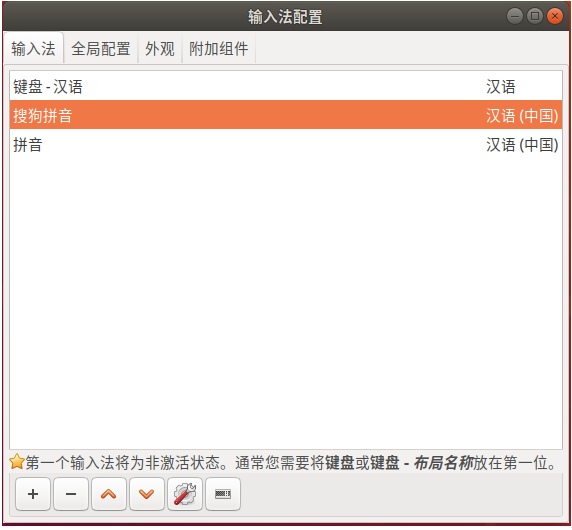 输入法配置
输入法 全局配置 外观 附加组件
键盘 - 汉语 汉语
搜狗拼音 汉语 (中国)
拼音 汉语 (中国)
第一个输入法将为非激活状态。通常您需要将键盘或键盘 - 布局名称放在第一位。